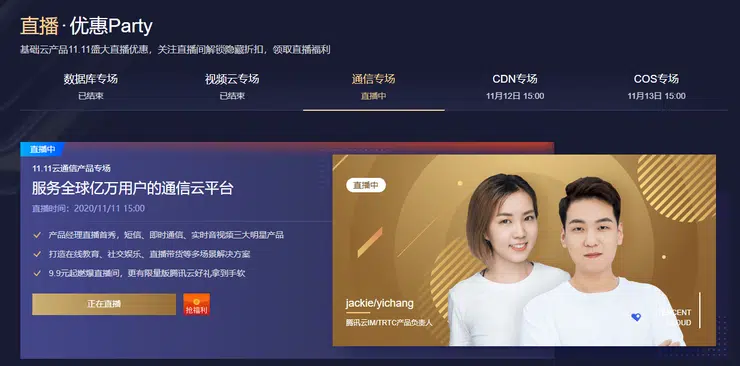 直播·优惠Party
基础云产品11.11盛大直播优惠，关注直播间解锁隐藏折扣，领取直播福利
数据库专场
已结束
视频云专场
已结束
通信专场
直播中
CDN专场
11月12日 15:00
COS专场
11月13日 15:00
直播中
11.11云通信产品专场
服务全球亿万用户的通信云平台
直播时间：2020/11/11 15:00
产品经理直播首秀，短信、即时通信、实时音视频三大明星产品
打造在线教育、社交娱乐、直播带货等多场景解决方案
9.9元起燃爆直播间，更有限量版腾讯云好礼拿到手软
正在直播
抢福利
直播中
jackie/yichang
腾讯云IM/TRTC产品负责人